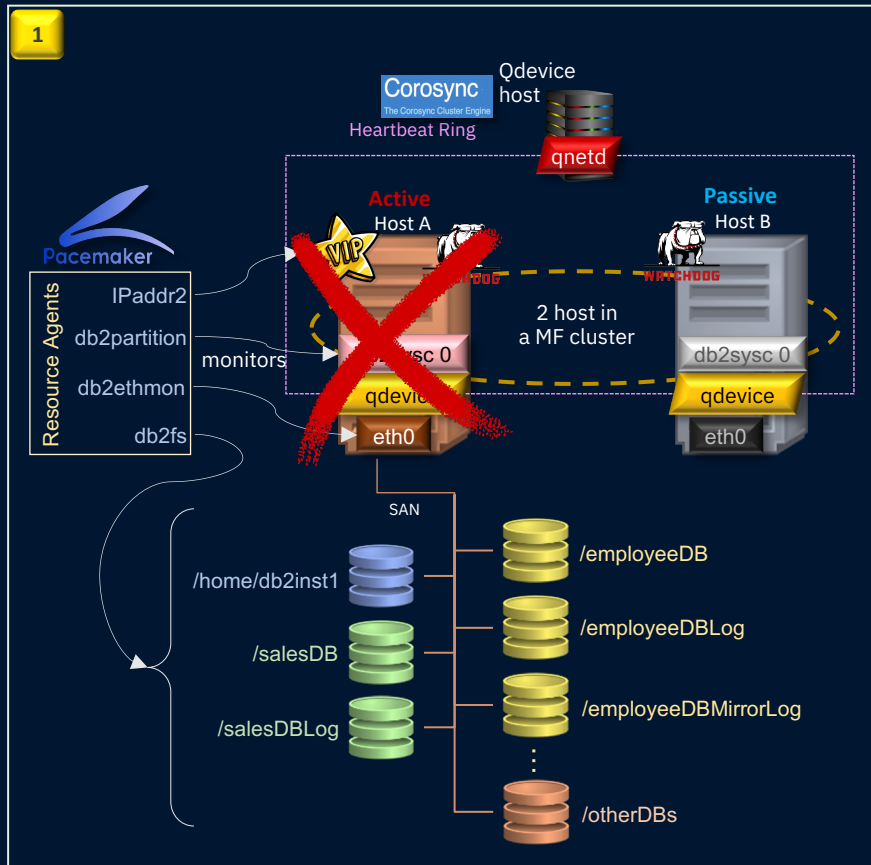 1
Corosync
The Corosync Cluster Engine
Qdevice
host
Heartbeat Ring
qnetd
Active
Host A
Passive
Host B
Pacemaker
VIP
WATCHDOG
Resource Agents
IPaddr2
db2partition
db2ethmon
db2fs
monitors
2 host in
a MF cluster
db2sysc 0
db2sysc 0
qdevice
qdevice
eth0
eth0
SAN
/home/db2inst1
/salesDB
/salesDBLog
/employeeDB
/employeeDBLog
/employeeDBMirrorLog
/otherDBs